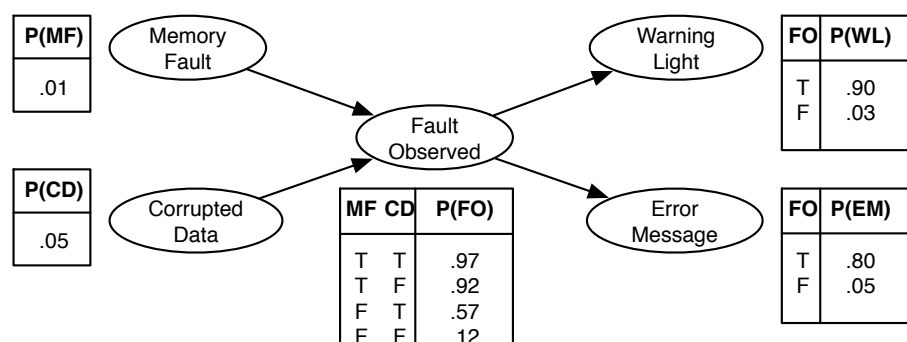 P(MF)
.01
Memory
Fault
Warning
Light
FO P(WL)
T .90
F .03
Fault
Observed
P(CD)
.05
Corrupted
Data
MF CD P(FO)
T T .97
T F .92
F T .57
F F .12
Error
Message
FO P(EM)
T .80
F .05